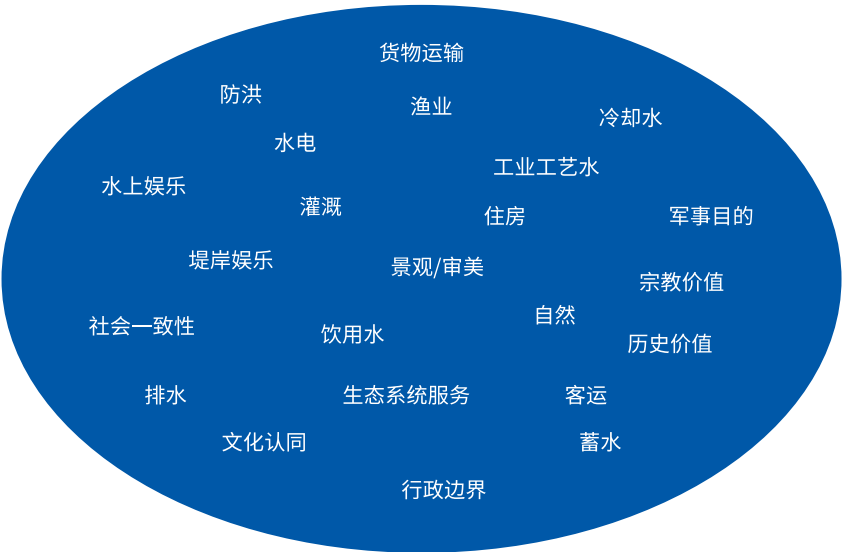 货物运输
防洪
渔业
冷却水
水电
工业工艺水
水上娱乐
灌溉
住房
军事目的
堤岸娱乐
景观/审美
宗教价值
自然
社会一致性
饮用水
历史价值
排水
生态系统服务
客运
文化认同
蓄水
行政边界